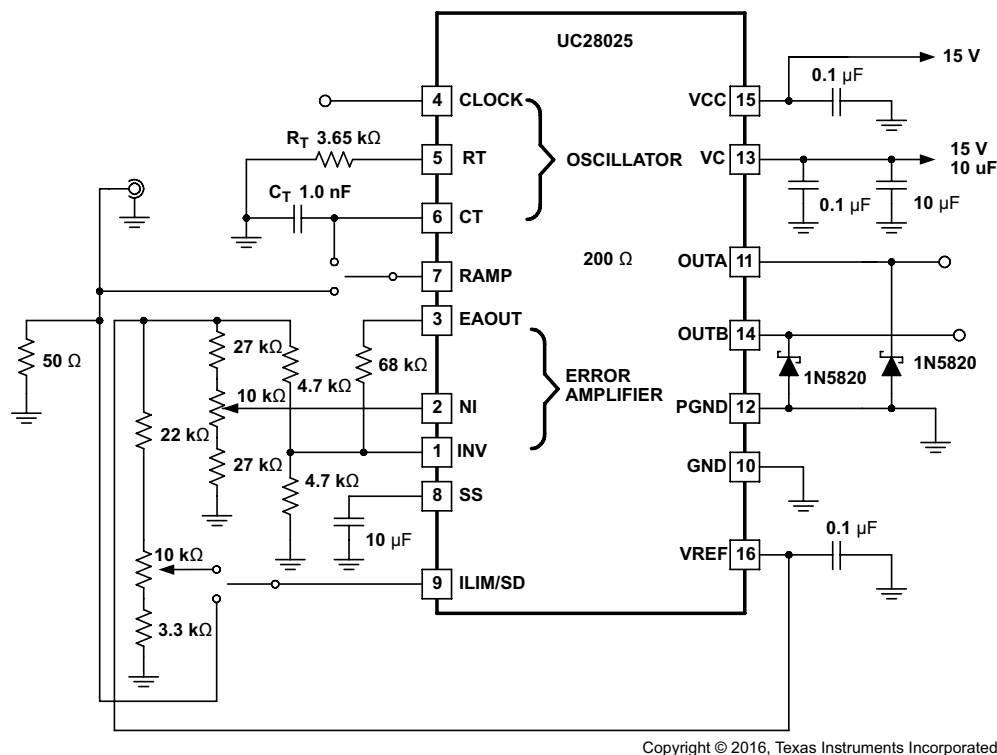 UC28025
4 CLOCK
R_T 3.65 kΩ
5 RT
C_T 1.0 nF
6 CT
OSCILLATOR
7 RAMP
200 Ω
3 EAOUT
50 Ω
27 kΩ
4.7 kΩ
68 kΩ
ERROR
AMPLIFIER
10 kΩ
2 NI
22 kΩ
27 kΩ
1 INV
4.7 kΩ
8 SS
10 µF
10 kΩ
9 ILIM/SD
3.3 kΩ
15 V
0.1 µF
VCC 15
VC 13
15 V
10 uF
0.1 µF
10 µF
OUTA 11
OUTB 14
1N5820
1N5820
PGND 12
GND 10
0.1 µF
VREF 16
Copyright © 2016, Texas Instruments Incorporated